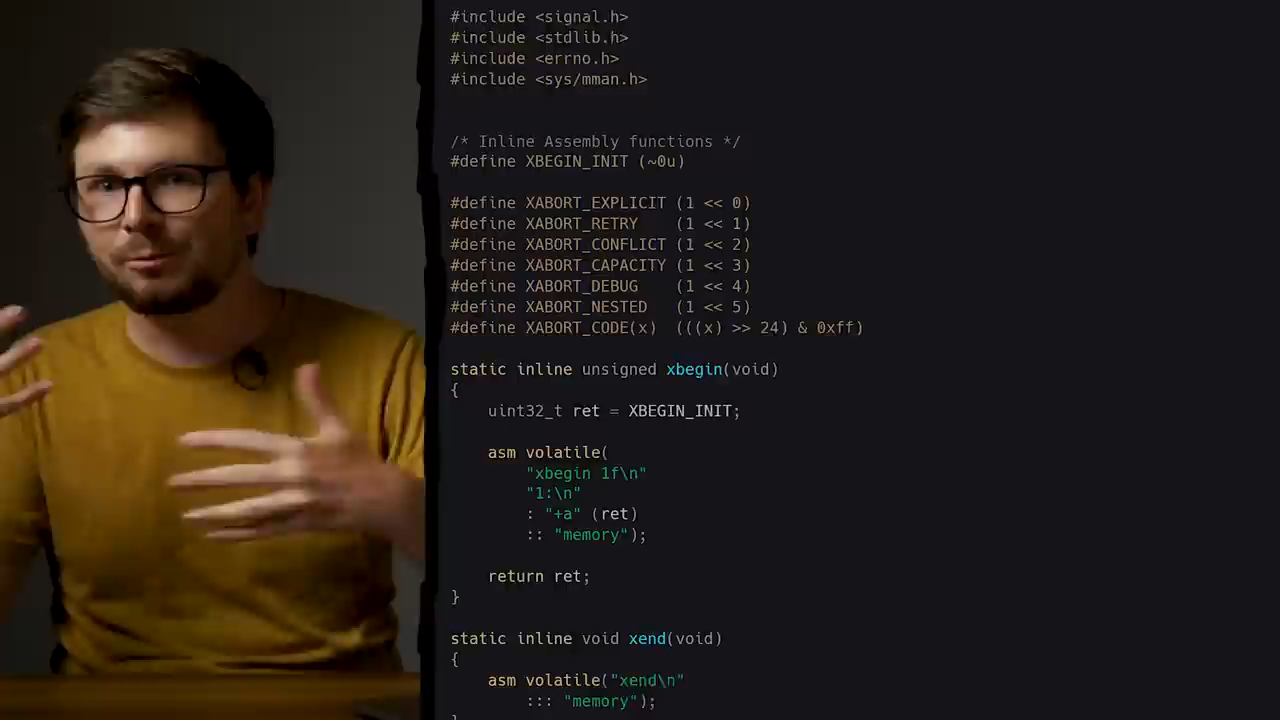 #include <signal.h>
#include <stdlib.h>
#include <errno.h>
#include <sys/mman.h>
/* Inline Assembly functions */
#define XBEGIN_INIT (~0u)
#define XABORT_EXPLICIT (1 << 0)
#define XABORT_RETRY    (1 << 1)
#define XABORT_CONFLICT (1 << 2)
#define XABORT_CAPACITY (1 << 3)
#define XABORT_DEBUG    (1 << 4)
#define XABORT_NESTED   (1 << 5)
#define XABORT_CODE(x)  (((x) >> 24) & 0xff)
static inline unsigned xbegin(void)
{
    uint32_t ret = XBEGIN_INIT;
    asm volatile(
        "xbegin 1f\n"
        "1:\n"
        : "+a" (ret)
        :: "memory");
    return ret;
}
static inline void xend(void)
{
    asm volatile("xend\n"
        ::: "memory");
}